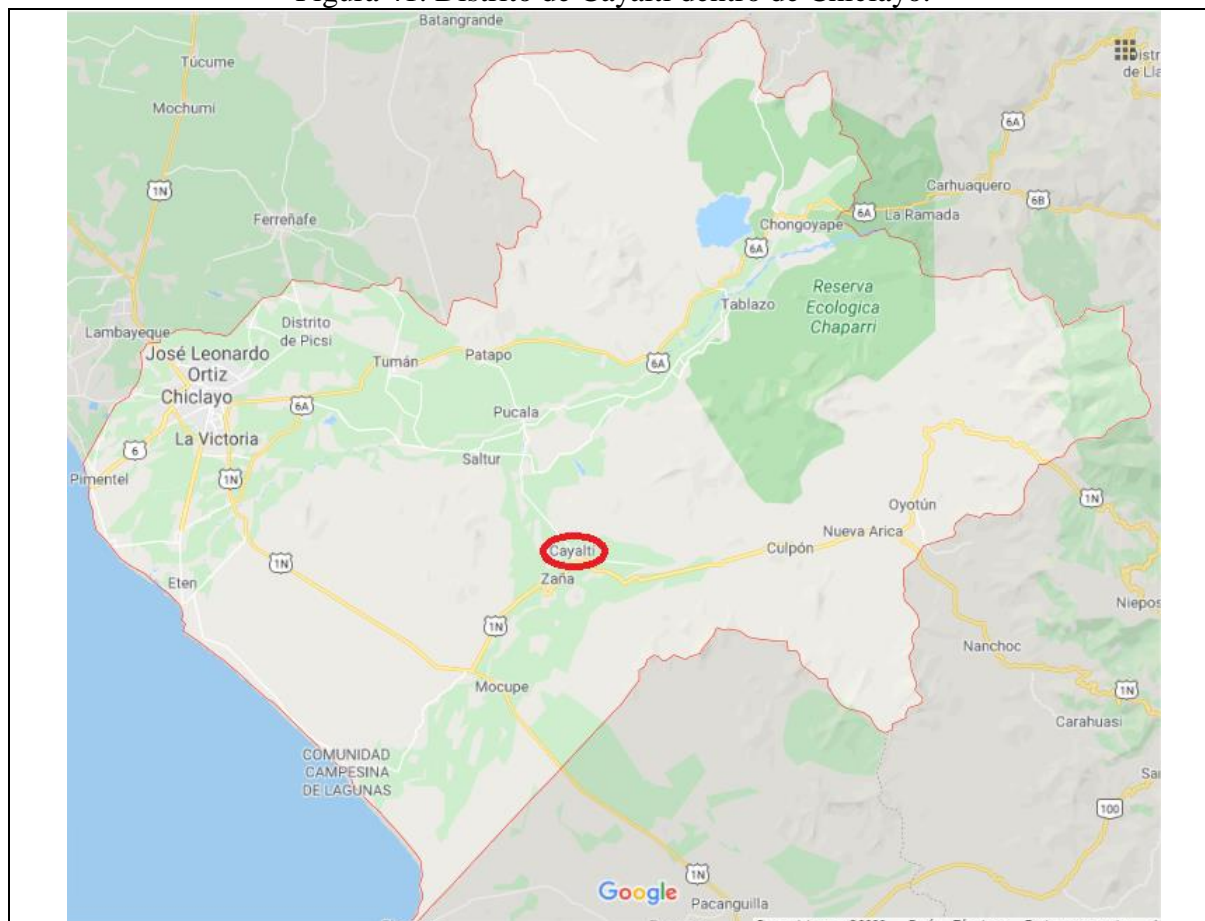 Batangrande
Túcume
Distr
de Lla
Mochumi
6A
1N
Carhuaquero
6B
Ferreñafe
Chongoyape
6A
La Ramada
6A
Reserva
Ecologica
Chaparri
Tablazo
Lambayeque
Distrito
de Picsi
José Leonardo
Ortiz
Tumán
Patapo
6A
Chiclayo
6A
Pucala
La Victoria
6
Saltur
Pimentel
1N
1N
Oyotún
Nueva Arica
Culpón
Cayalti
1N
Zaña
Eten
Niepos
1N
Nanchoc
Mocupe
1N
Carahuasi
COMUNIDAD
CAMPESINA
DE LAGUNAS
Sa
100
Google
1N
Pacanguilla